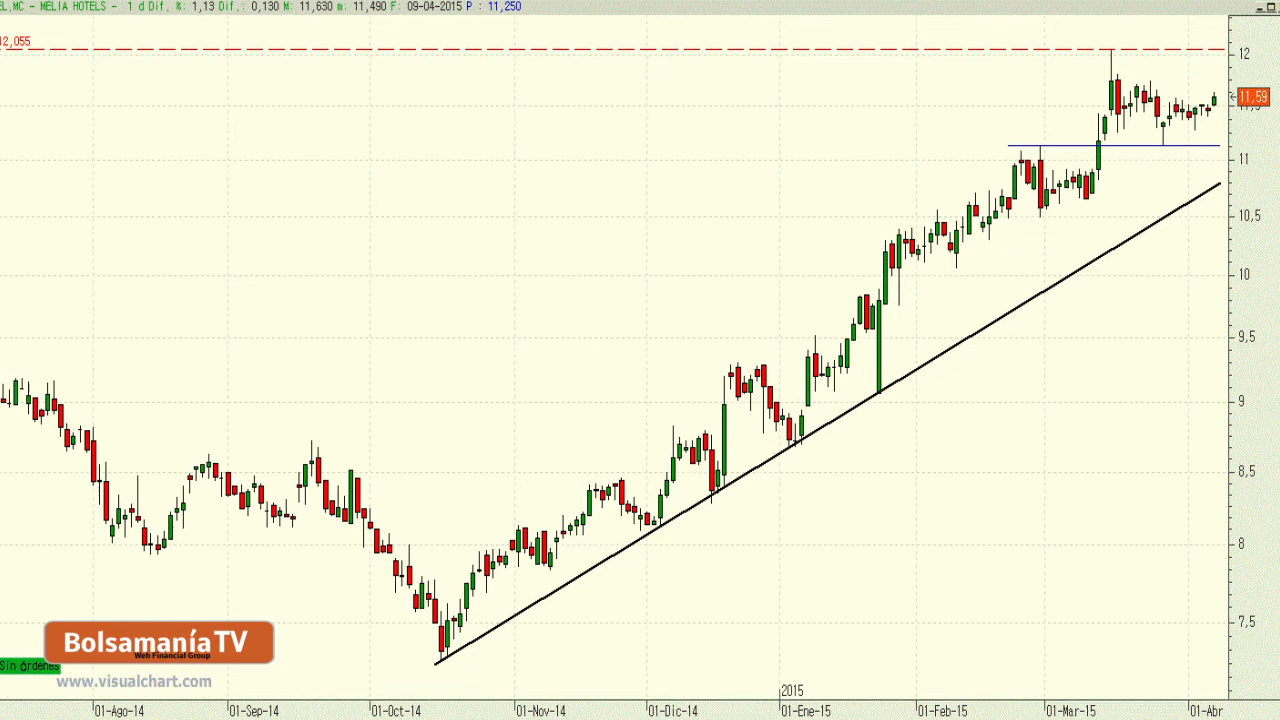 EL.MC - MELIA HOTELS - 1 d Dif. %: 1,13 Dif.: 0,130 M: 11,630 m: 11,490 F: 09-04-2015 P : 11,250
12,055
12
11,59
11,5
11
10,5
10
9,5
9
8,5
8
7,5
BolsamaníaTV
Web Financial Group
Sin órdenes
www.visualchart.com
2015
01-Ago-14 01-Sep-14 01-Oct-14 01-Nov-14 01-Dic-14 01-Ene-15 01-Feb-15 01-Mar-15 01-Abr